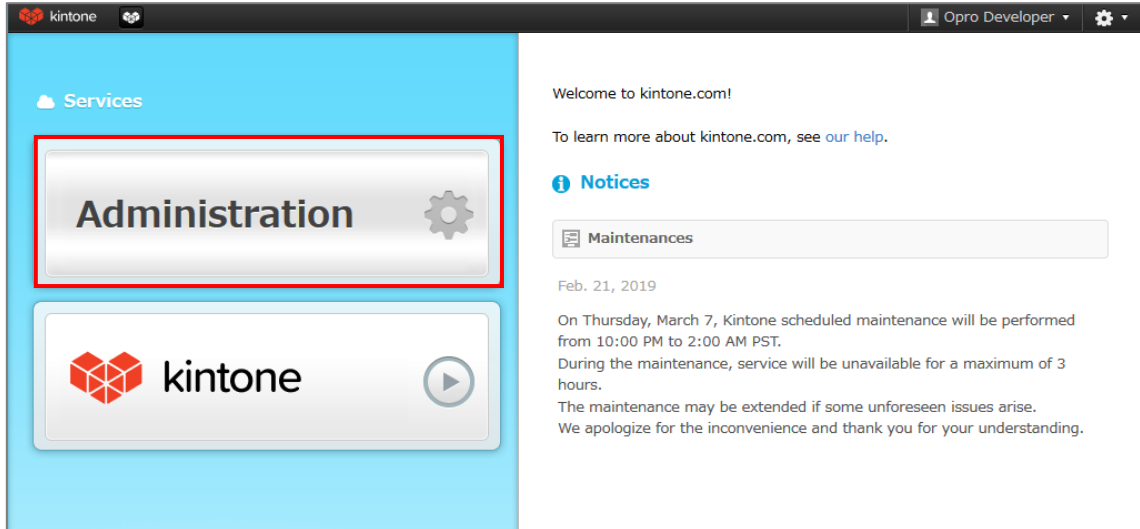 kintone
Opro Developer
Services
Administration
kintone
Welcome to kintone.com!
To learn more about kintone.com, see our help.
Notices
Maintenances
Feb. 21, 2019
On Thursday, March 7, Kintone scheduled maintenance will be performed
from 10:00 PM to 2:00 AM PST.
During the maintenance, service will be unavailable for a maximum of 3
hours.
The maintenance may be extended if some unforeseen issues arise.
We apologize for the inconvenience and thank you for your understanding.